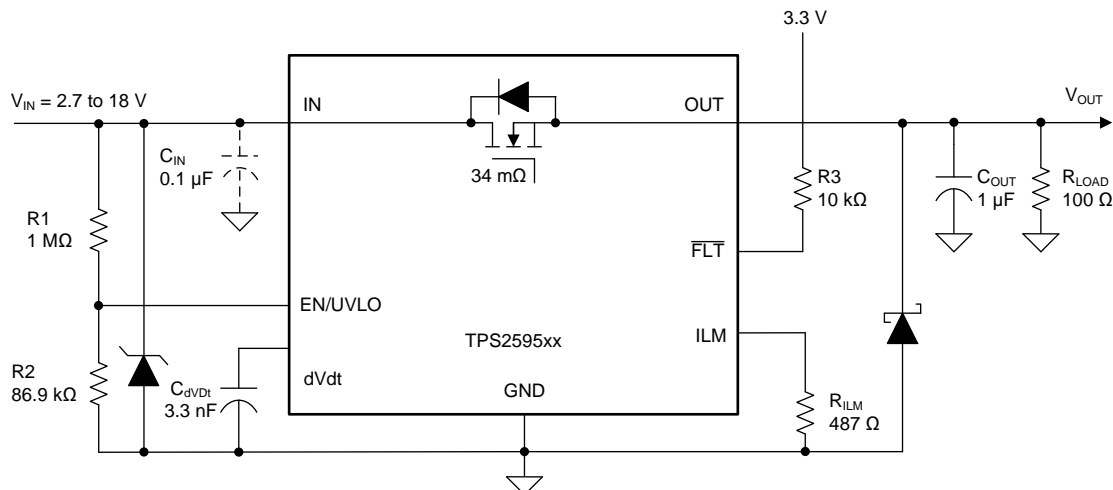 3.3 V
V_IN = 2.7 to 18 V
IN
OUT
V_OUT
C_IN
0.1 µF
34 mΩ
R3
10 kΩ
C_OUT
1 µF
R_LOAD
100 Ω
R1
1 MΩ
FLT
EN/UVLO
TPS2595xx
ILM
R2
86.9 kΩ
C_dVDt
3.3 nF
dVdt
GND
R_ILM
487 Ω